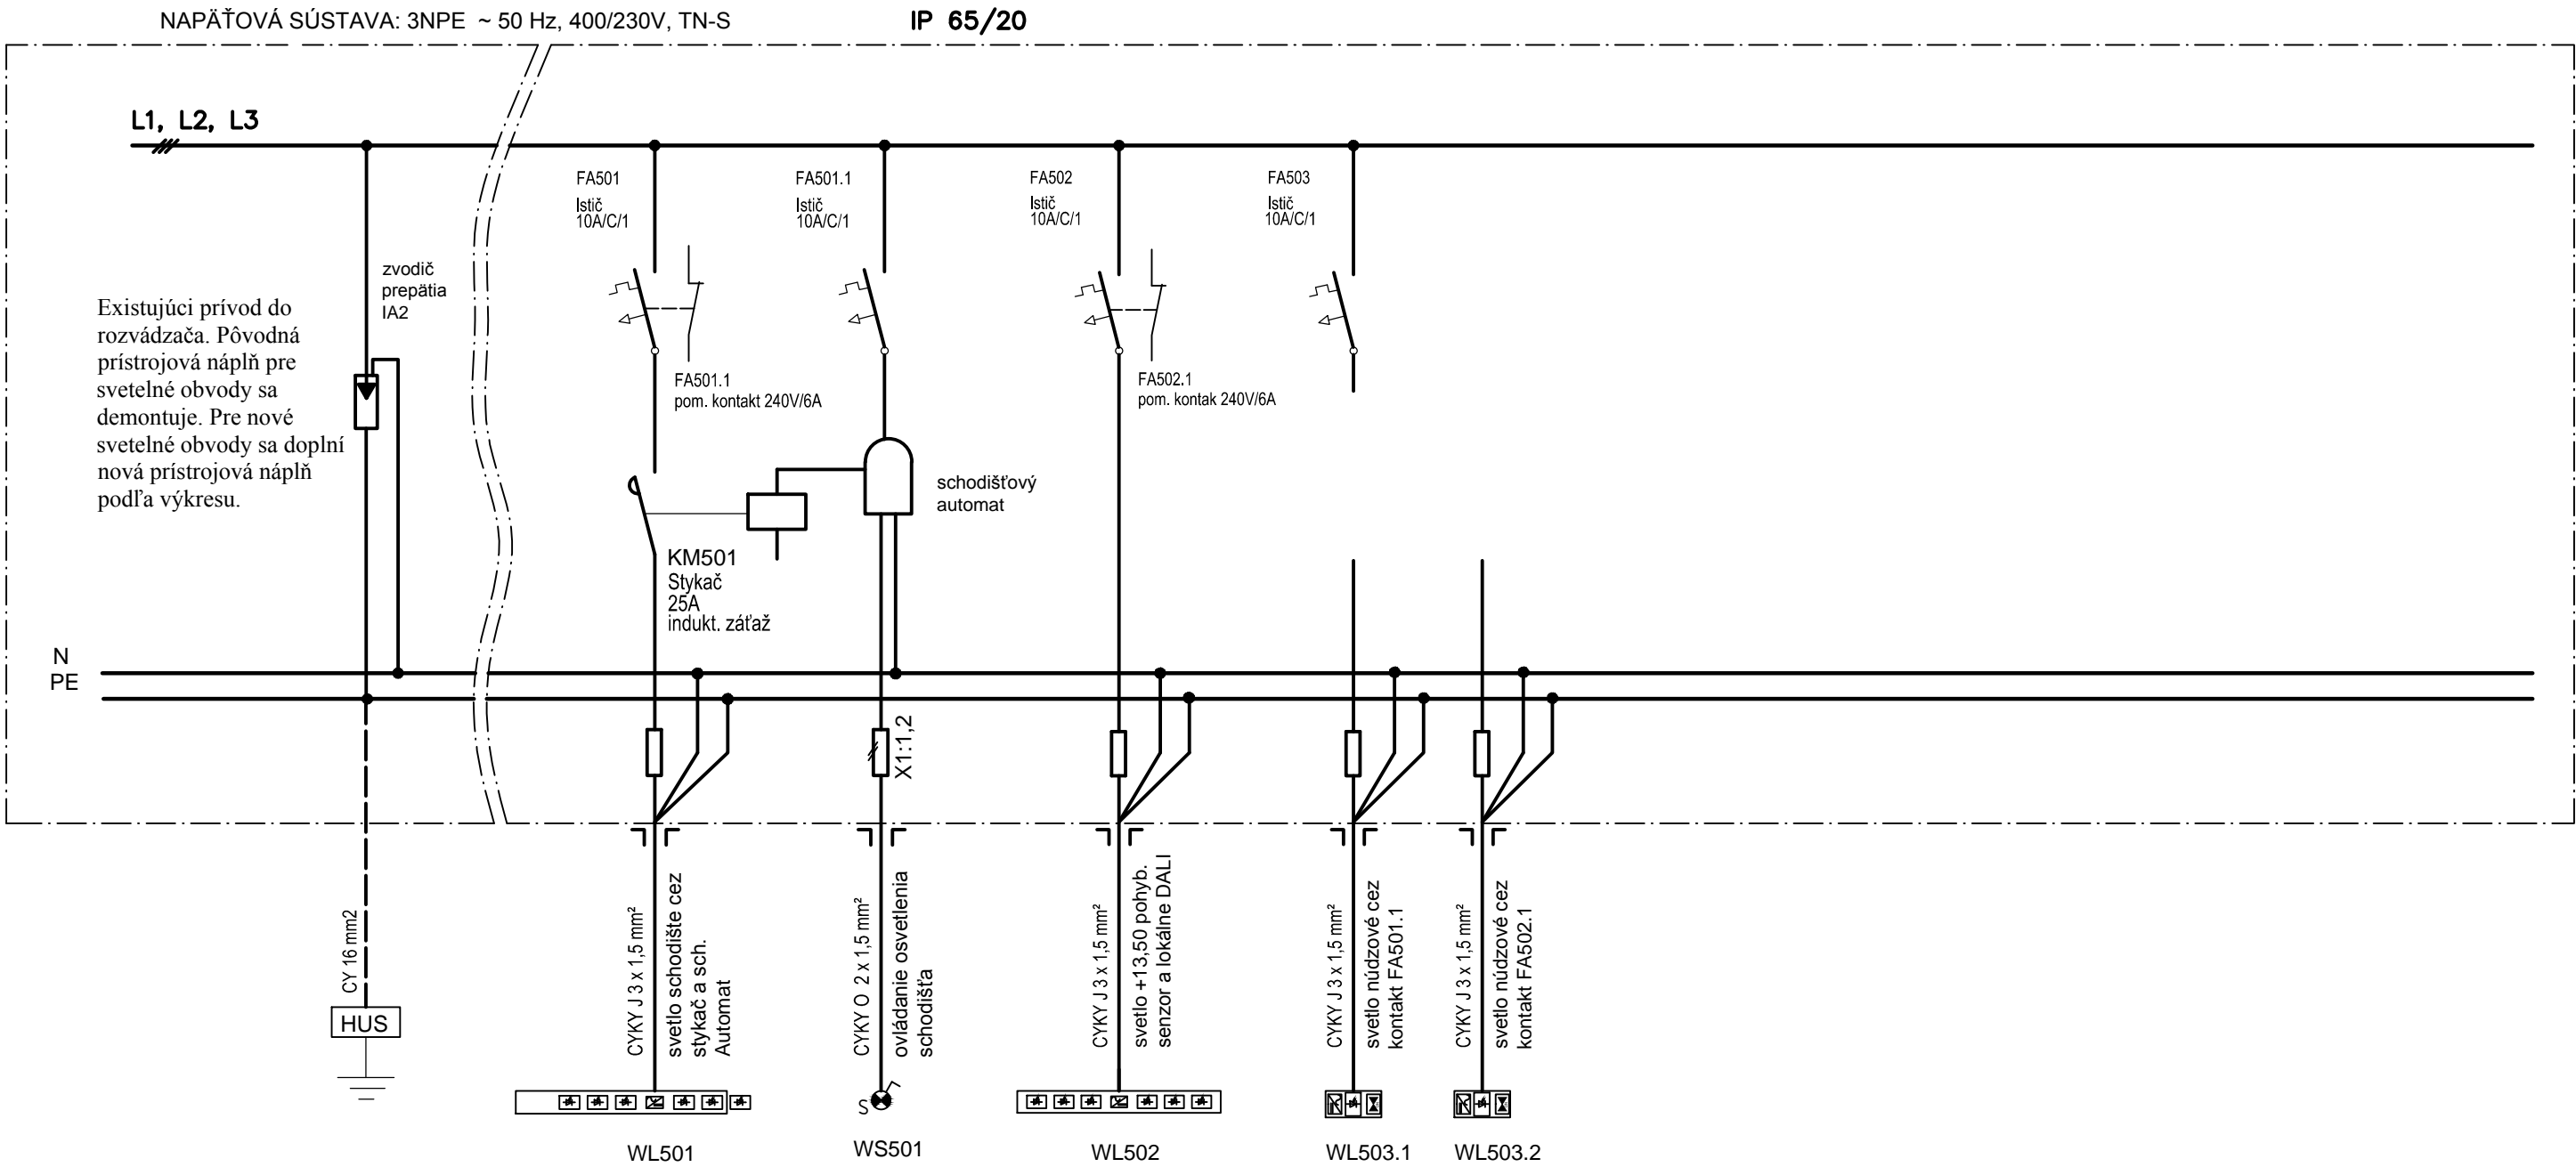 NAPÄŤOVÁ SÚSTAVA: 3NPE ~ 50 Hz, 400/230V, TN-S
IP 65/20
L1, L2, L3
zvodič
prepätia
IA2
Existujúci prívod do
rozvádzača. Pôvodná
prístrojová náplň pre
svetelné obvody sa
demontuje. Pre nové
svetelné obvody sa doplní
nová prístrojová náplň
podľa výkresu.
FA501
Istič
10A/C/1
FA501.1
pom. kontakt 240V/6A
FA501.1
Istič
10A/C/1
FA502
Istič
10A/C/1
FA502.1
pom. kontak 240V/6A
FA503
Istič
10A/C/1
schodišťový
automat
KM501
Stykač
25A
indukt. záťaž
N
PE
X1:1,2
CY 16 mm2
HUS
CYKY J 3 x 1,5 mm²
svetlo schodište cez
stykač a sch.
Automat
CYKY O 2 x 1,5 mm²
ovládanie osvetlenia
schodišťa
CYKY J 3 x 1,5 mm²
svetlo +13,50 pohyb.
senzor a lokálne DALI
CYKY J 3 x 1,5 mm²
svetlo núdzové cez
kontakt FA501.1
CYKY J 3 x 1,5 mm²
svetlo núdzové cez
kontakt FA502.1
S
WL501
WS501
WL502
WL503.1
WL503.2